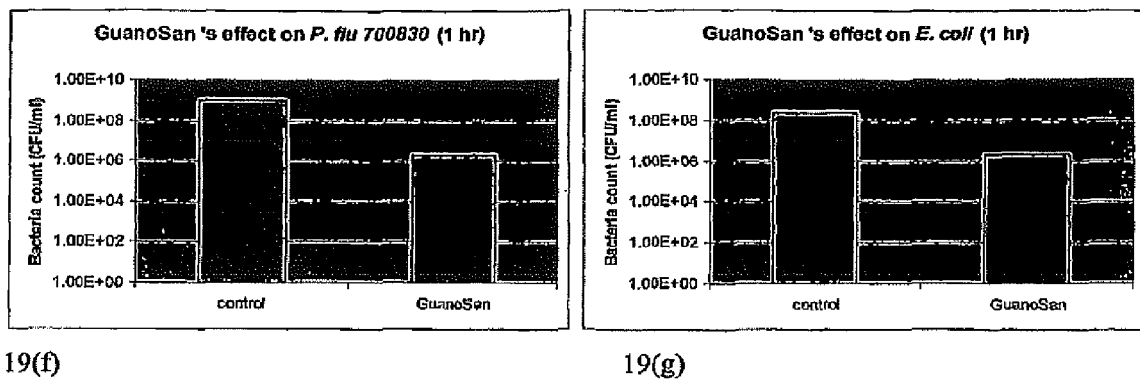 GuanoSan 's effect on P. flu 700830 (1 hr)
Bacteria count (CFU/ml)
1.00E+10
1.00E+08
1.00E+06
1.00E+04
1.00E+02
1.00E+00
control
GuanoSan
19(f)
GuanoSan 's effect on E. coli (1 hr)
Bacteria count (CFU/ml)
1.00E+10
1.00E+08
1.00E+06
1.00E+04
1.00E+02
1.00E+00
control
GuanoSan
19(g)